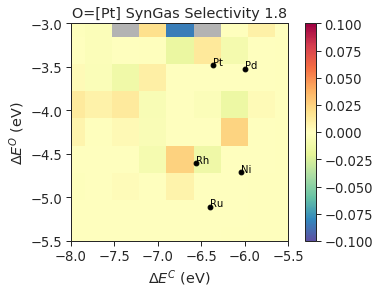 O=[Pt] SynGas Selectivity 1.8
−3.0
−3.5
−4.0
−4.5
−5.0
−5.5
ΔE^O (eV)
Pt
Pd
Rh
Ni
Ru
−8.0 −7.5 −7.0 −6.5 −6.0 −5.5
ΔE^C (eV)
0.100
0.075
0.050
0.025
0.000
−0.025
−0.050
−0.075
−0.100